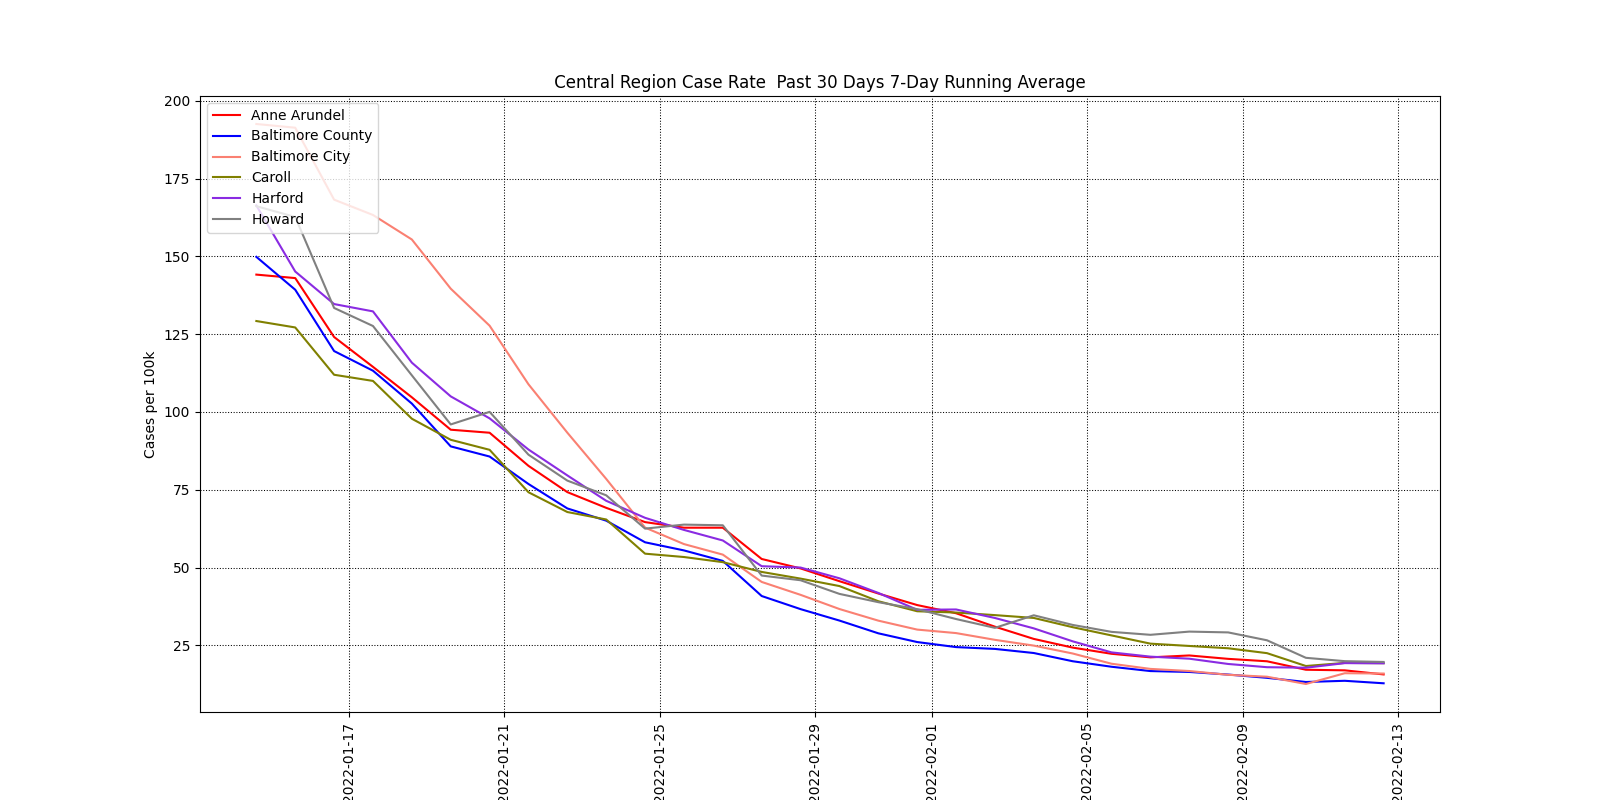 Central Region Case Rate  Past 30 Days 7-Day Running Average
200
175
150
125
100
75
50
25
Cases per 100k
Anne Arundel
Baltimore County
Baltimore City
Caroll
Harford
Howard
2022-01-17
2022-01-21
2022-01-25
2022-01-29
2022-02-01
2022-02-05
2022-02-09
2022-02-13